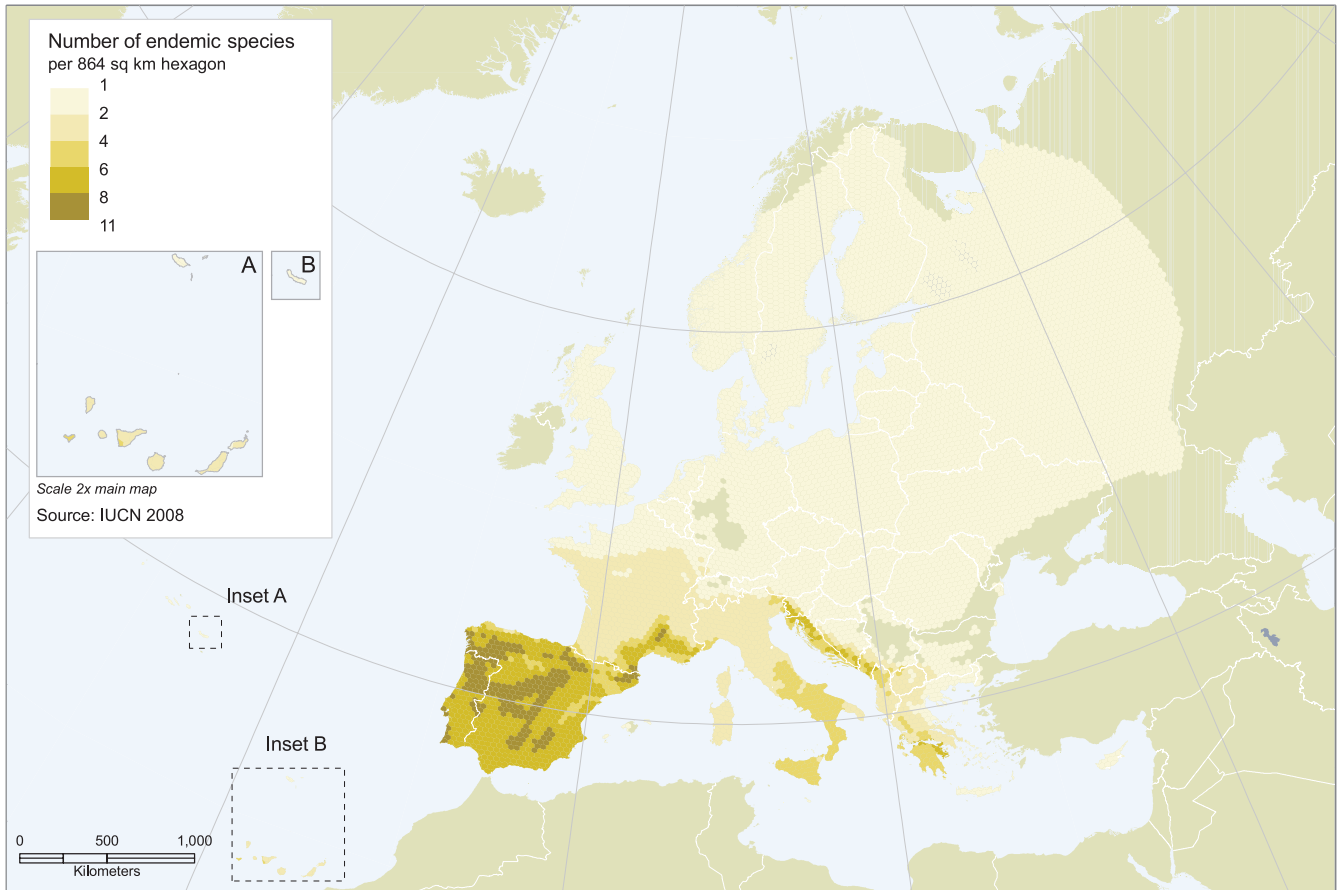 Number of endemic species
per 864 sq km hexagon
1
2
4
6
8
11
A
B
Scale 2x main map
Source: IUCN 2008
Inset A
Inset B
0 500 1,000
Kilometers